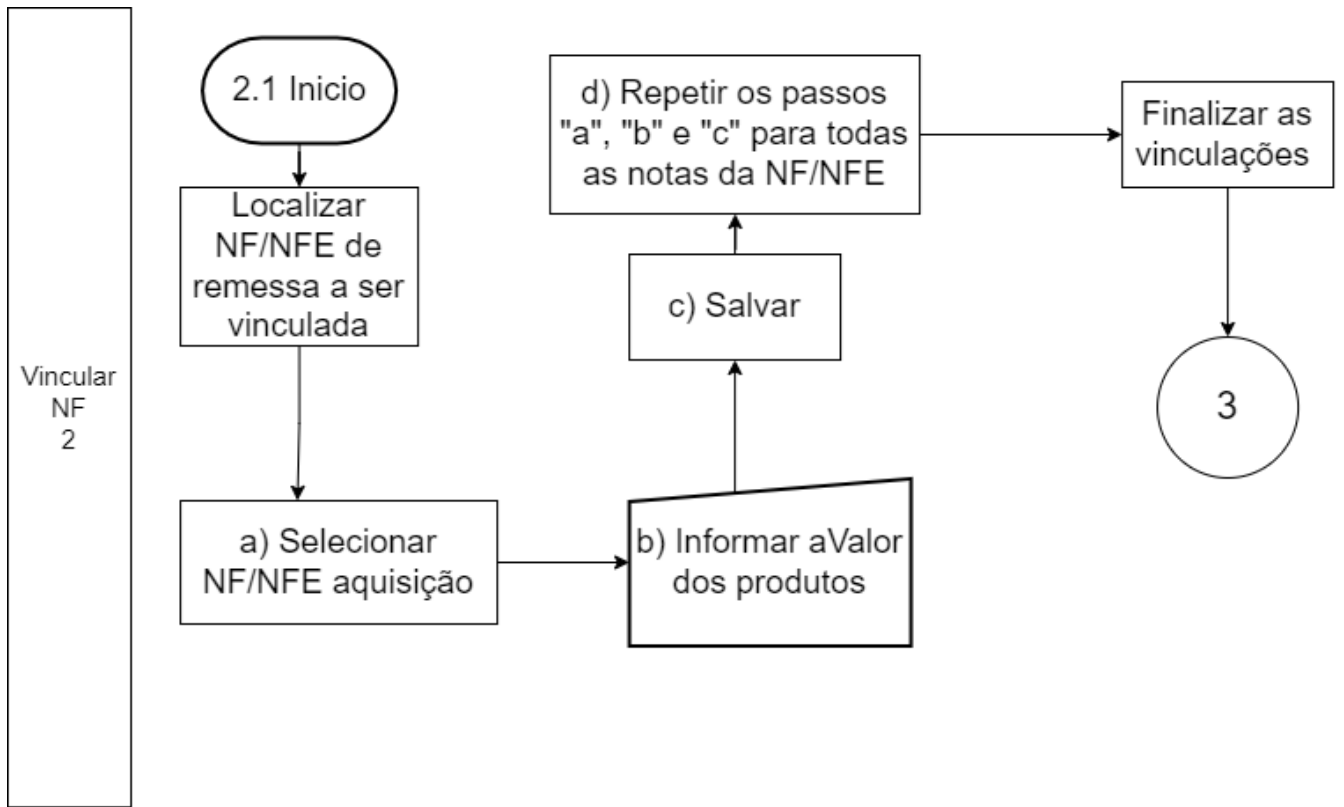 Vincular
NF
2
2.1 Inicio
Localizar
NF/NFE de
remessa a ser
vinculada
a) Selecionar
NF/NFE aquisição
b) Informar aValor
dos produtos
c) Salvar
d) Repetir os passos
"a", "b" e "c" para todas
as notas da NF/NFE
Finalizar as
vinculações
3